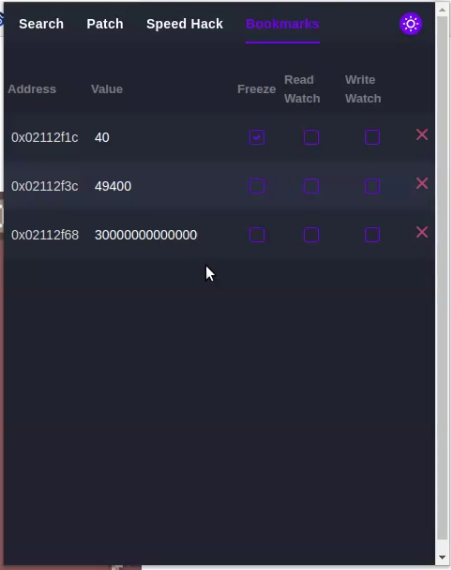 Search Patch Speed Hack Bookmarks
Address Value Freeze Read Watch Write Watch
0x02112f1c 40
0x02112f3c 49400
0x02112f68 30000000000000